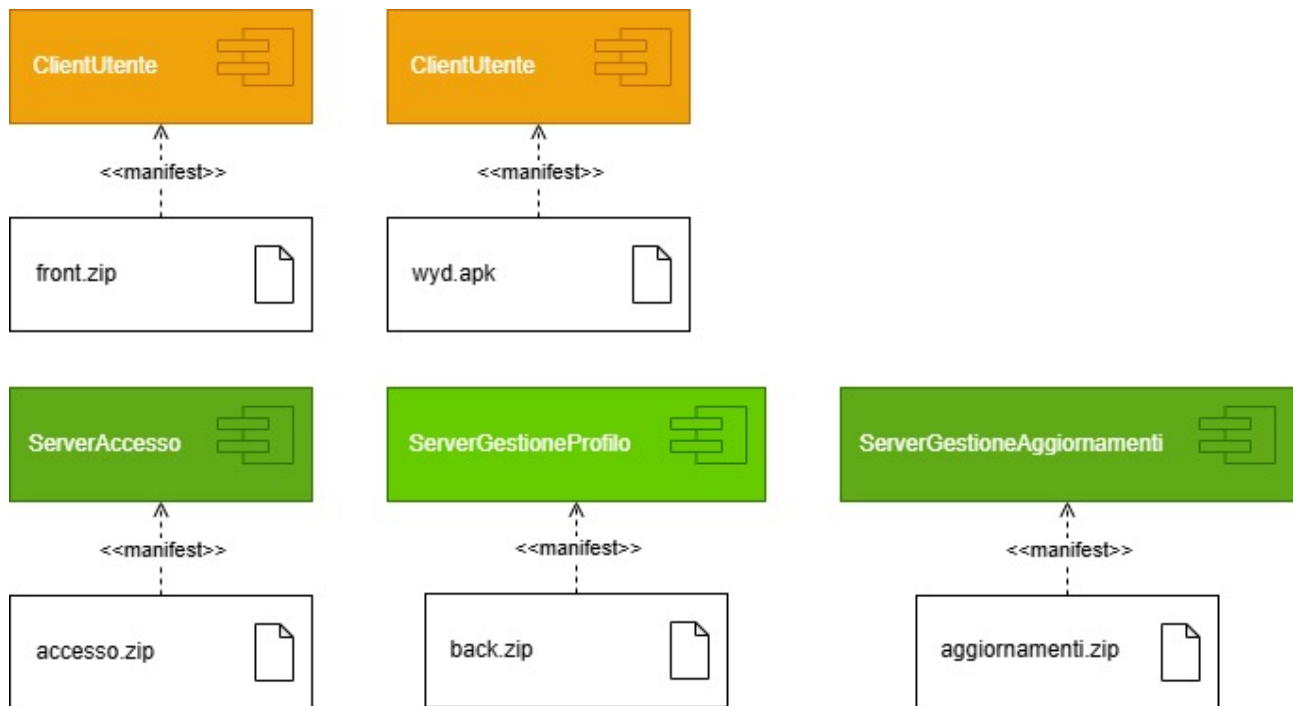 ClientUtente
ClientUtente
<<manifest>>
<<manifest>>
front.zip
wyd.apk
ServerAccesso
ServerGestioneProfilo
ServerGestioneAggiornamenti
<<manifest>>
<<manifest>>
<<manifest>>
accesso.zip
back.zip
aggiornamenti.zip